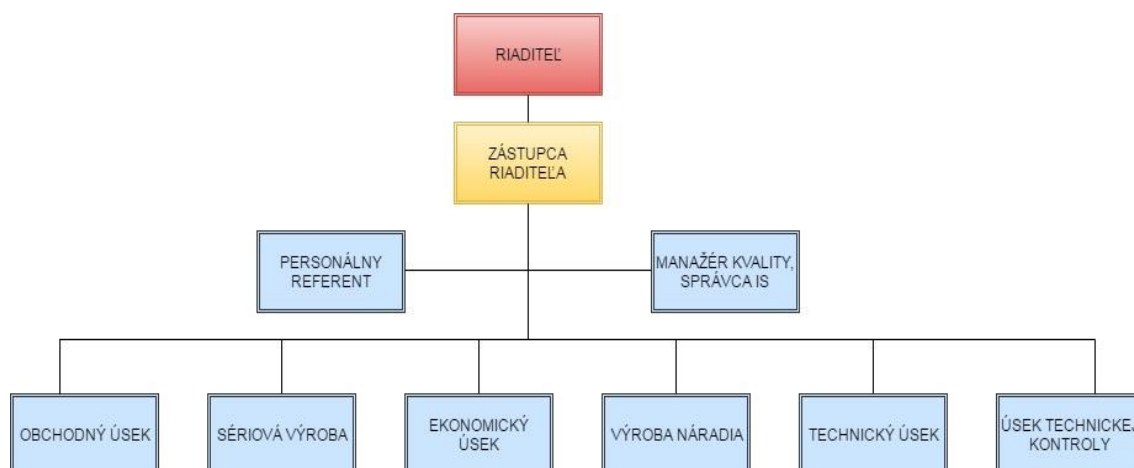 RIADITEĽ
ZÁSTUPCA
RIADITEĽA
PERSONÁLNY
REFERENT
MANAŽÉR KVALITY,
SPRÁVCA IS
OBCHODNÝ ÚSEK
SÉRIOVÁ VÝROBA
EKONOMICKÝ
ÚSEK
VÝROBA NÁRADIA
TECHNICKÝ ÚSEK
ÚSEK TECHNICKEJ
KONTROLY